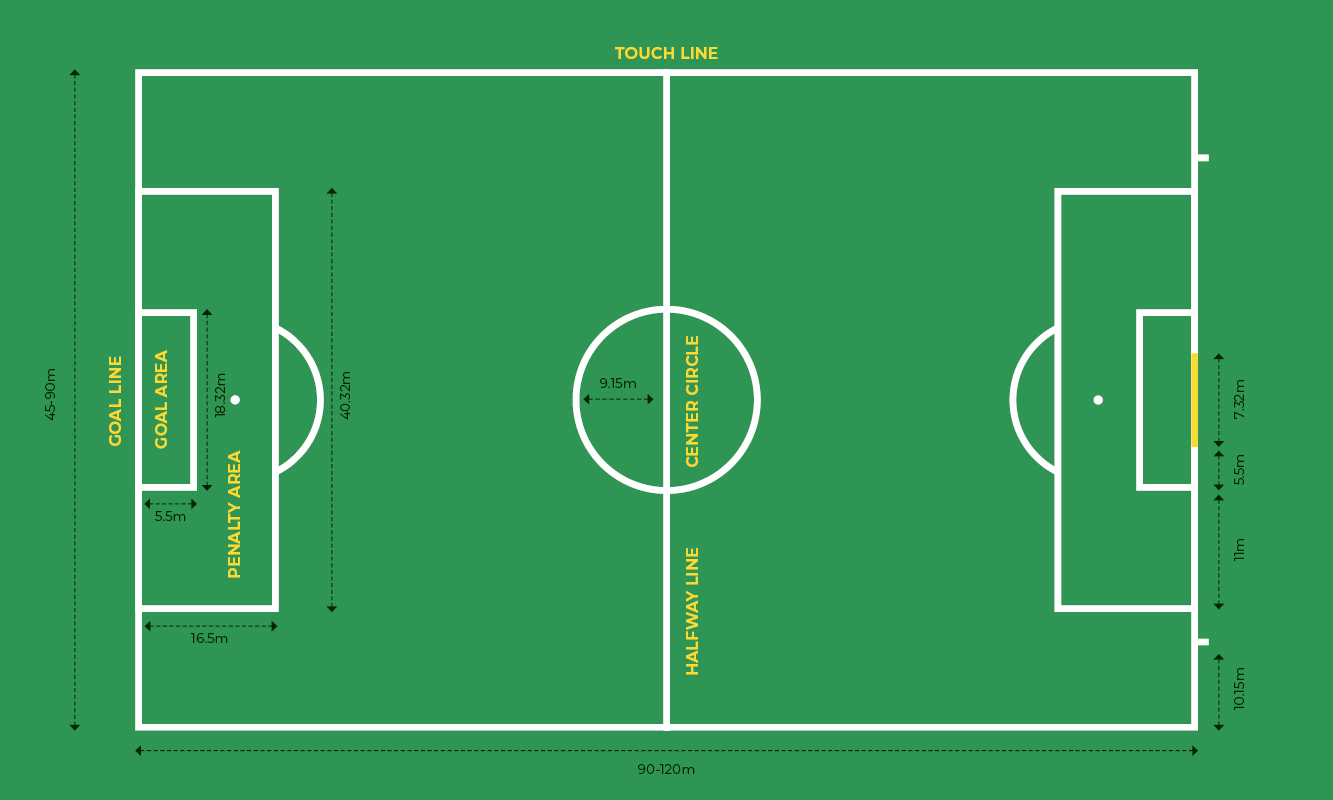 TOUCH LINE
45-90m
GOAL LINE
GOAL AREA
18.32m
PENALTY AREA
40.32m
5.5m
16.5m
9.15m
CENTER CIRCLE
HALFWAY LINE
7.32m
5.5m
11m
10.15m
90-120m